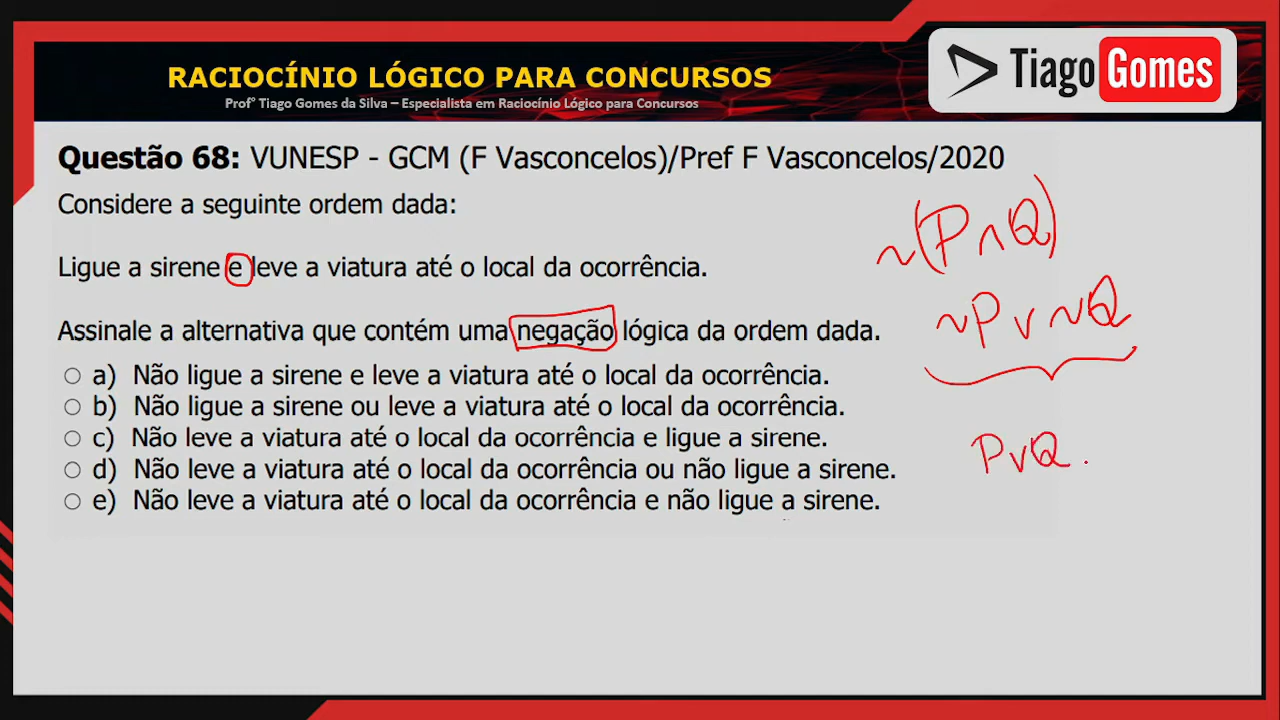 RACIOCÍNIO LÓGICO PARA CONCURSOS
Profº Tiago Gomes da Silva – Especialista em Raciocínio Lógico para Concursos
Tiago Gomes
Questão 68: VUNESP - GCM (F Vasconcelos)/Pref F Vasconcelos/2020
Considere a seguinte ordem dada:
~(P∧Q)
Ligue a sirene e leve a viatura até o local da ocorrência.
~P∨~Q
Assinale a alternativa que contém uma negação lógica da ordem dada.
a) Não ligue a sirene e leve a viatura até o local da ocorrência.
b) Não ligue a sirene ou leve a viatura até o local da ocorrência.
c) Não leve a viatura até o local da ocorrência e ligue a sirene.
P∨Q
d) Não leve a viatura até o local da ocorrência ou não ligue a sirene.
e) Não leve a viatura até o local da ocorrência e não ligue a sirene.